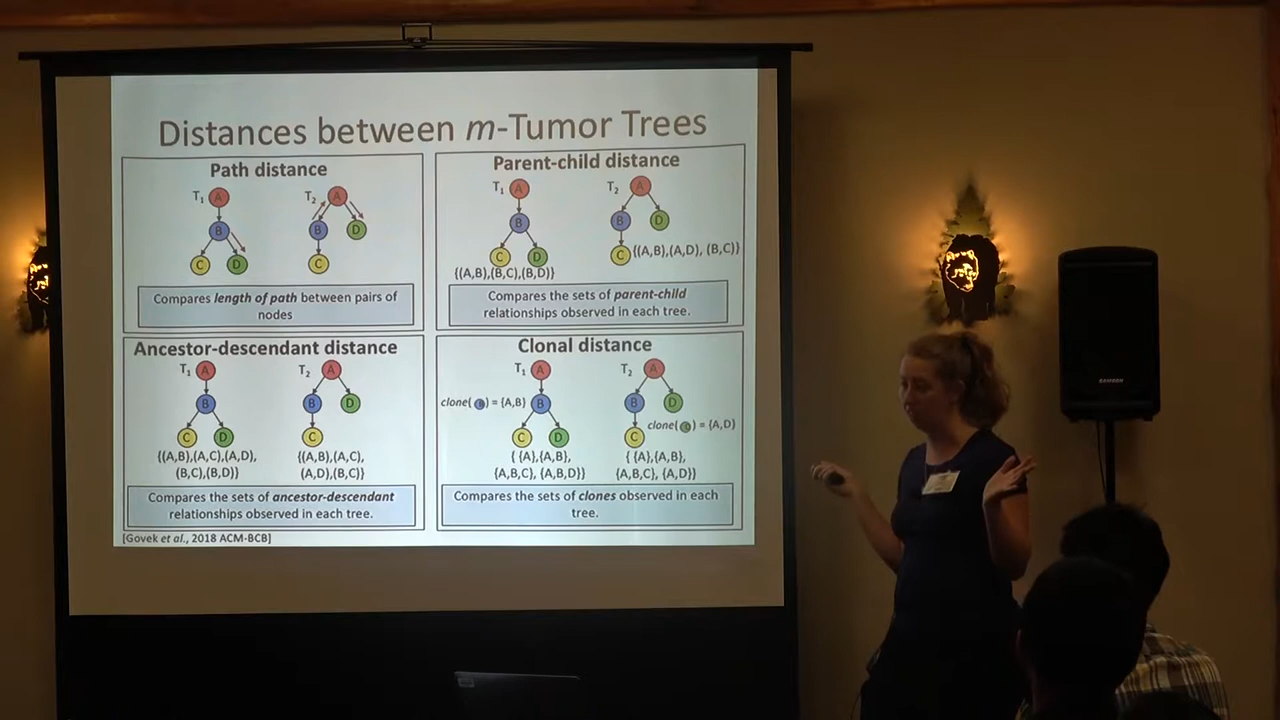 Distances between m-Tumor Trees
Path distance
T1 A
B
C D
T2 A
B D
C
Compares length of path between pairs of
nodes
Parent-child distance
T1 A
B
C D
{(A,B),(B,C),(B,D)}
T2 A
B D
C {(A,B),(A,D), (B,C)}
Compares the sets of parent-child
relationships observed in each tree.
Ancestor-descendant distance
T1 A
B
C D
{(A,B),(A,C),(A,D),
(B,C),(B,D)}
T2 A
B D
C
{(A,B),(A,C),
(A,D),(B,C)}
Compares the sets of ancestor-descendant
relationships observed in each tree.
Clonal distance
T1 A
clone( ) = {A,B} B
C D
{ {A},{A,B},
{A,B,C}, {A,B,D}}
T2 A
B D
clone( ) = {A,D}
C
{ {A},{A,B},
{A,B,C}, {A,D}}
Compares the sets of clones observed in each
tree.
[Govek et al., 2018 ACM-BCB]
SAMSON